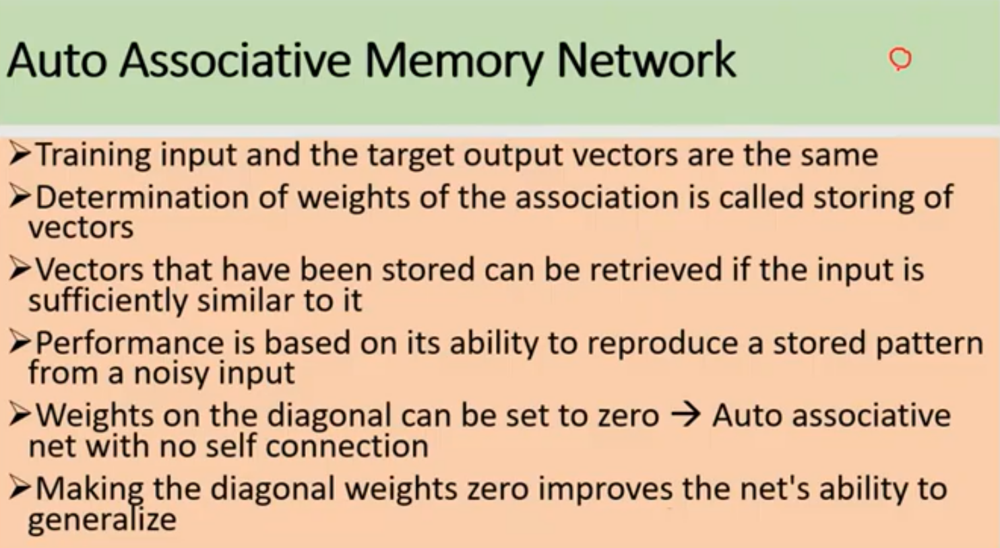 Auto Associative Memory Network
➢Training input and the target output vectors are the same
➢Determination of weights of the association is called storing of
vectors
➢Vectors that have been stored can be retrieved if the input is
sufficiently similar to it
➢Performance is based on its ability to reproduce a stored pattern
from a noisy input
➢Weights on the diagonal can be set to zero → Auto associative
net with no self connection
➢Making the diagonal weights zero improves the net's ability to
generalize